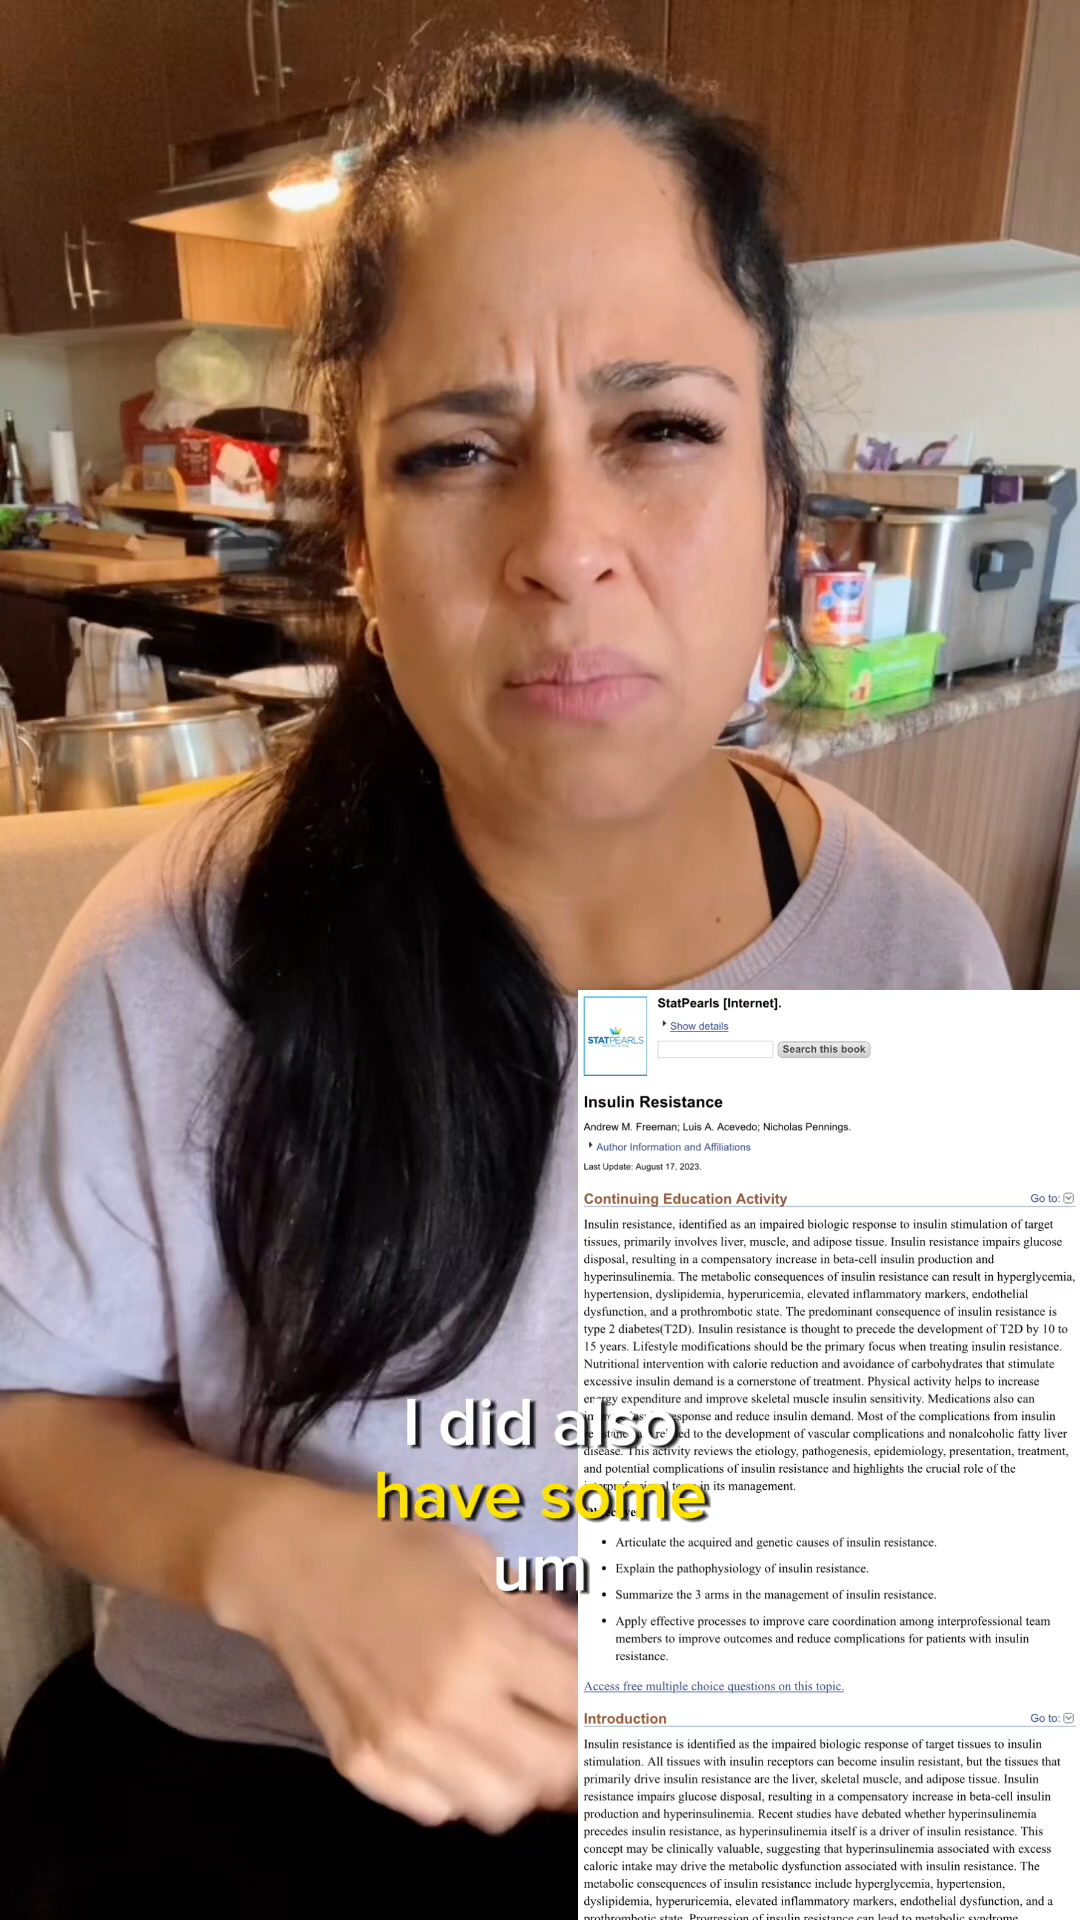 StatPearls [Internet].
Show details
STATPEARLS
Search this book
Insulin Resistance
Andrew M. Freeman; Luis A. Acevedo; Nicholas Pennings.
Author Information and Affiliations
Last Update: August 17, 2023.
Continuing Education Activity
Go to:
Insulin resistance, identified as an impaired biologic response to insulin stimulation of target
tissues, primarily involves liver, muscle, and adipose tissue. Insulin resistance impairs glucose
disposal, resulting in a compensatory increase in beta-cell insulin production and
hyperinsulinemia. The metabolic consequences of insulin resistance can result in hyperglycemia,
hypertension, dyslipidemia, hyperuricemia, elevated inflammatory markers, endothelial
dysfunction, and a prothrombotic state. The predominant consequence of insulin resistance is
type 2 diabetes(T2D). Insulin resistance is thought to precede the development of T2D by 10 to
15 years. Lifestyle modifications should be the primary focus when treating insulin resistance.
Nutritional intervention with calorie reduction and avoidance of carbohydrates that stimulate
excessive insulin demand is a cornerstone of treatment. Physical activity helps to increase
energy expenditure and improve skeletal muscle insulin sensitivity. Medications also can
response and reduce insulin demand. Most of the complications from insulin
to the development of vascular complications and nonalcoholic fatty liver
disease. This activity reviews the etiology, pathogenesis, epidemiology, presentation, treatment,
and potential complications of insulin resistance and highlights the crucial role of the
in its management.
I did also
have some
um
• Articulate the acquired and genetic causes of insulin resistance.
• Explain the pathophysiology of insulin resistance.
• Summarize the 3 arms in the management of insulin resistance.
• Apply effective processes to improve care coordination among interprofessional team
members to improve outcomes and reduce complications for patients with insulin
resistance.
Access free multiple choice questions on this topic.
Introduction
Go to:
Insulin resistance is identified as the impaired biologic response of target tissues to insulin
stimulation. All tissues with insulin receptors can become insulin resistant, but the tissues that
primarily drive insulin resistance are the liver, skeletal muscle, and adipose tissue. Insulin
resistance impairs glucose disposal, resulting in a compensatory increase in beta-cell insulin
production and hyperinsulinemia. Recent studies have debated whether hyperinsulinemia
precedes insulin resistance, as hyperinsulinemia itself is a driver of insulin resistance. This
concept may be clinically valuable, suggesting that hyperinsulinemia associated with excess
caloric intake may drive the metabolic dysfunction associated with insulin resistance. The
metabolic consequences of insulin resistance include hyperglycemia, hypertension,
dyslipidemia, hyperuricemia, elevated inflammatory markers, endothelial dysfunction, and a
prothrombotic state. Progression of insulin resistance can lead to metabolic syndrome,